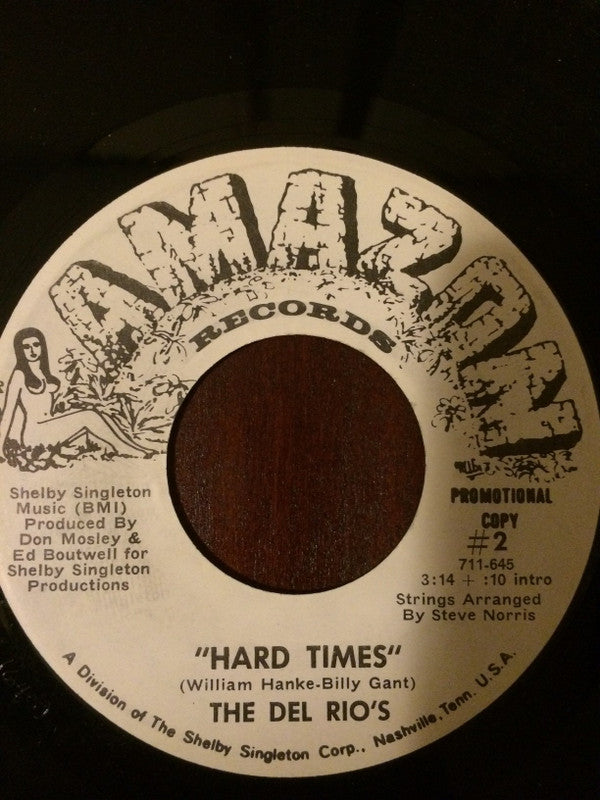 AMAZON
RECORDS
Shelby Singleton
Music (BMI)
Produced By
Don Mosley &
Ed Boutwell for
Shelby Singleton
Productions
PROMOTIONAL
COPY
#2
711-645
3:14 + :10 intro
Strings Arranged
By Steve Norris
"HARD TIMES"
(William Hanke-Billy Gant)
THE DEL RIO'S
A Division of The Shelby Singleton Corp., Nashville, Tenn. U.S.A.